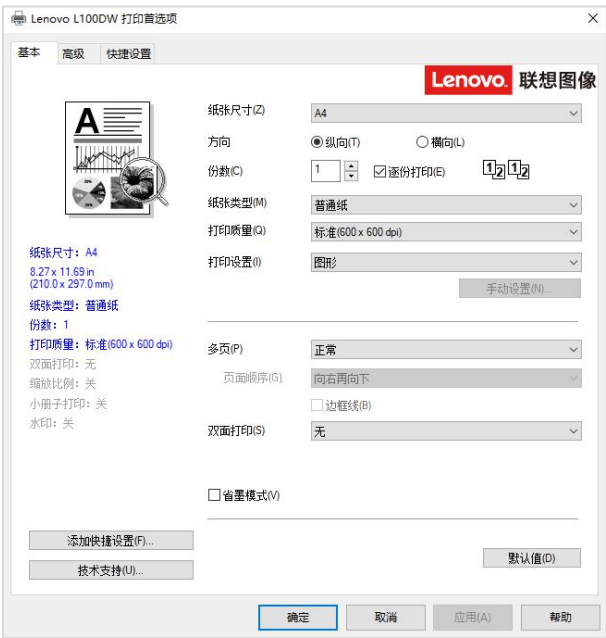 Lenovo L100DW 打印首选项
基本 高级 快捷设置
Lenovo. 联想图像
纸张尺寸(Z) A4
方向 纵向(T) 横向(L)
份数(C) 1 逐份打印(E) 1 2 1 2
纸张类型(M) 普通纸
打印质量(Q) 标准(600 x 600 dpi)
打印设置(I) 图形
手动设置(N)...
纸张尺寸: A4
8.27 x 11.69 in
(210.0 x 297.0 mm)
纸张类型: 普通纸
份数: 1
打印质量: 标准(600 x 600 dpi)
双面打印: 无
缩放比例: 关
小册子打印: 关
水印: 关
多页(P) 正常
页面顺序(G) 向右再向下
边框线(B)
双面打印(S) 无
省墨模式(V)
添加快捷设置(F)...
技术支持(U)...
默认值(D)
确定 取消 应用(A) 帮助